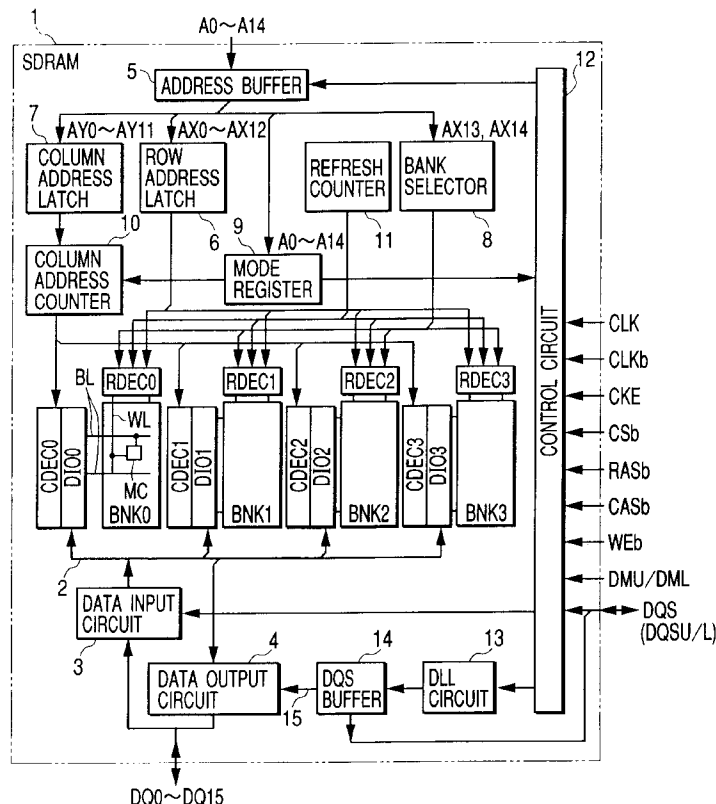 A0～A14
1
SDRAM
5
ADDRESS BUFFER
12
7
AY0～AY11
AX0～AX12
AX13, AX14
COLUMN
ADDRESS
LATCH
ROW
ADDRESS
LATCH
REFRESH
COUNTER
BANK
SELECTOR
10
6
9
A0～A14
11
8
COLUMN
ADDRESS
COUNTER
MODE
REGISTER
CONTROL CIRCUIT
CLK
CLKb
CKE
CSb
RASb
CASb
WEb
DMU/DML
DQS
(DQSU/L)
RDEC0
RDEC1
RDEC2
RDEC3
BL
WL
CDEC0
DIO0
MC
BNK0
CDEC1
DIO1
BNK1
CDEC2
DIO2
BNK2
CDEC3
DIO3
BNK3
2
DATA INPUT
CIRCUIT
3
4
14
13
DATA OUTPUT
CIRCUIT
15
DQS
BUFFER
DLL
CIRCUIT
DQ0～DQ15